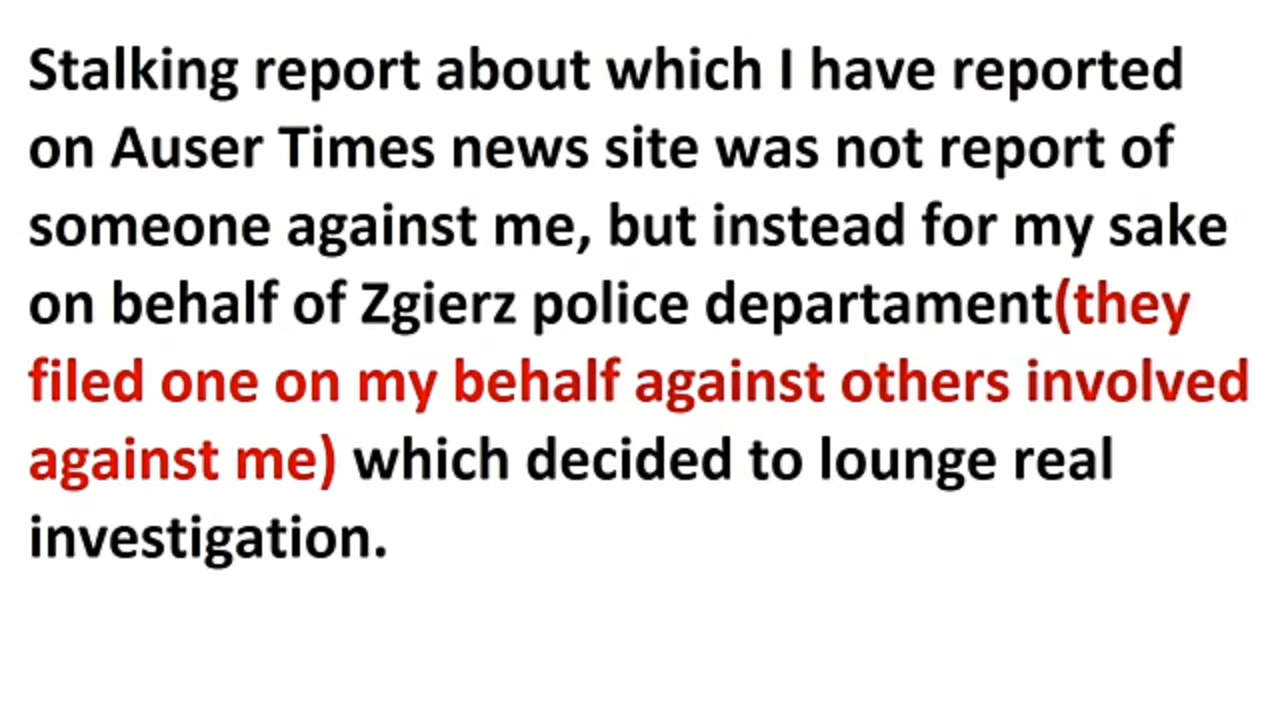 Stalking report about which I have reported
on Auser Times news site was not report of
someone against me, but instead for my sake
on behalf of Zgierz police departament(they
filed one on my behalf against others involved
against me) which decided to lounge real
investigation.